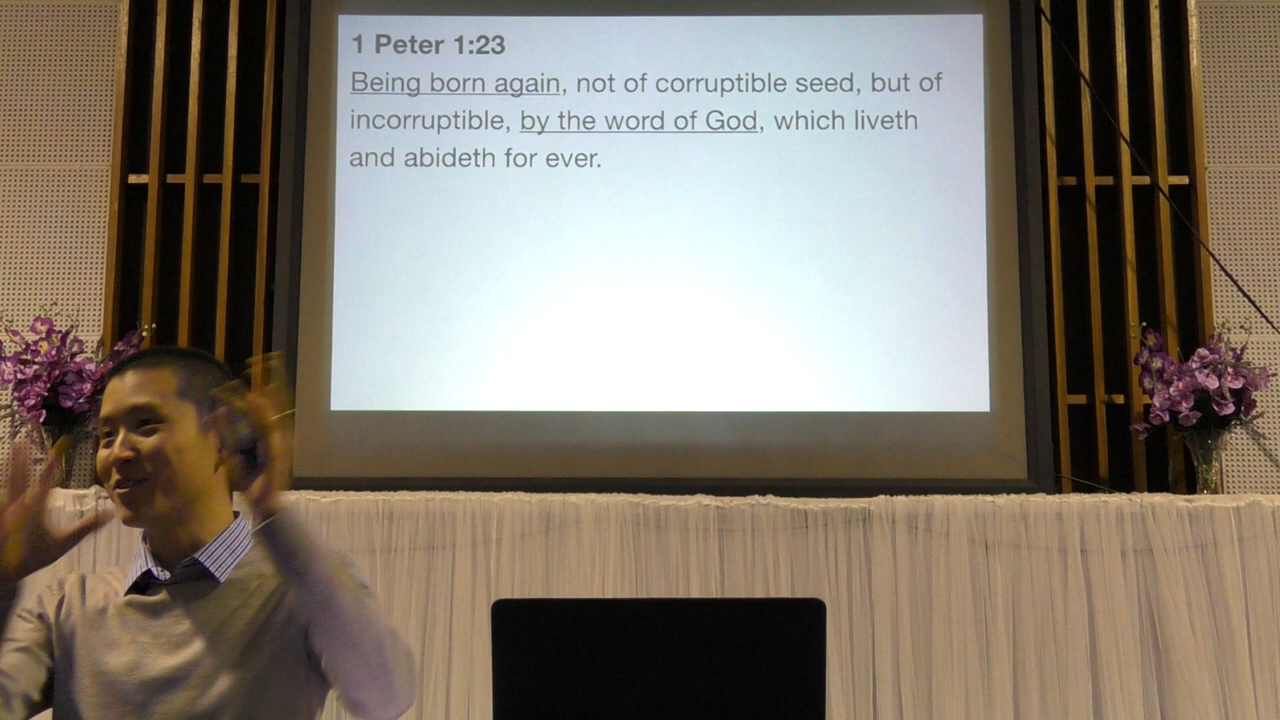 1 Peter 1:23
Being born again, not of corruptible seed, but of
incorruptible, by the word of God, which liveth
and abideth for ever.